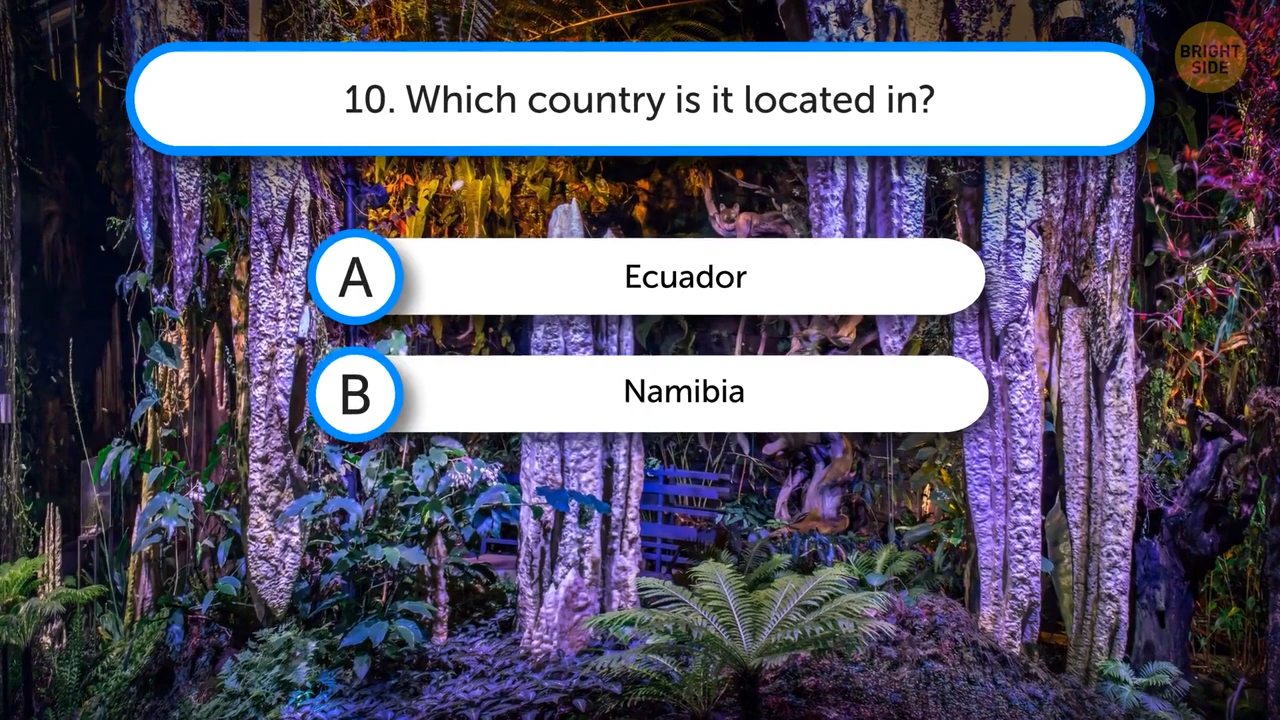 BRIGHT
SIDE
10. Which country is it located in?
A
Ecuador
B
Namibia